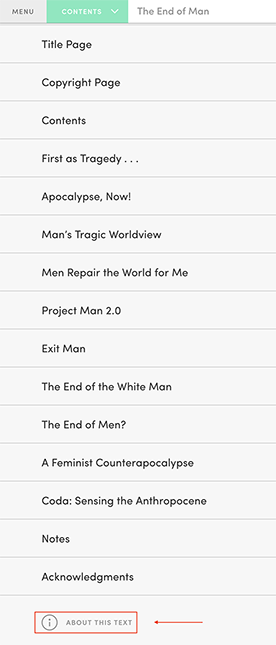 MENU CONTENTS The End of Man
Title Page
Copyright Page
Contents
First as Tragedy . . .
Apocalypse, Now!
Man's Tragic Worldview
Men Repair the World for Me
Project Man 2.0
Exit Man
The End of the White Man
The End of Men?
A Feminist Counterapocalypse
Coda: Sensing the Anthropocene
Notes
Acknowledgments
ABOUT THIS TEXT